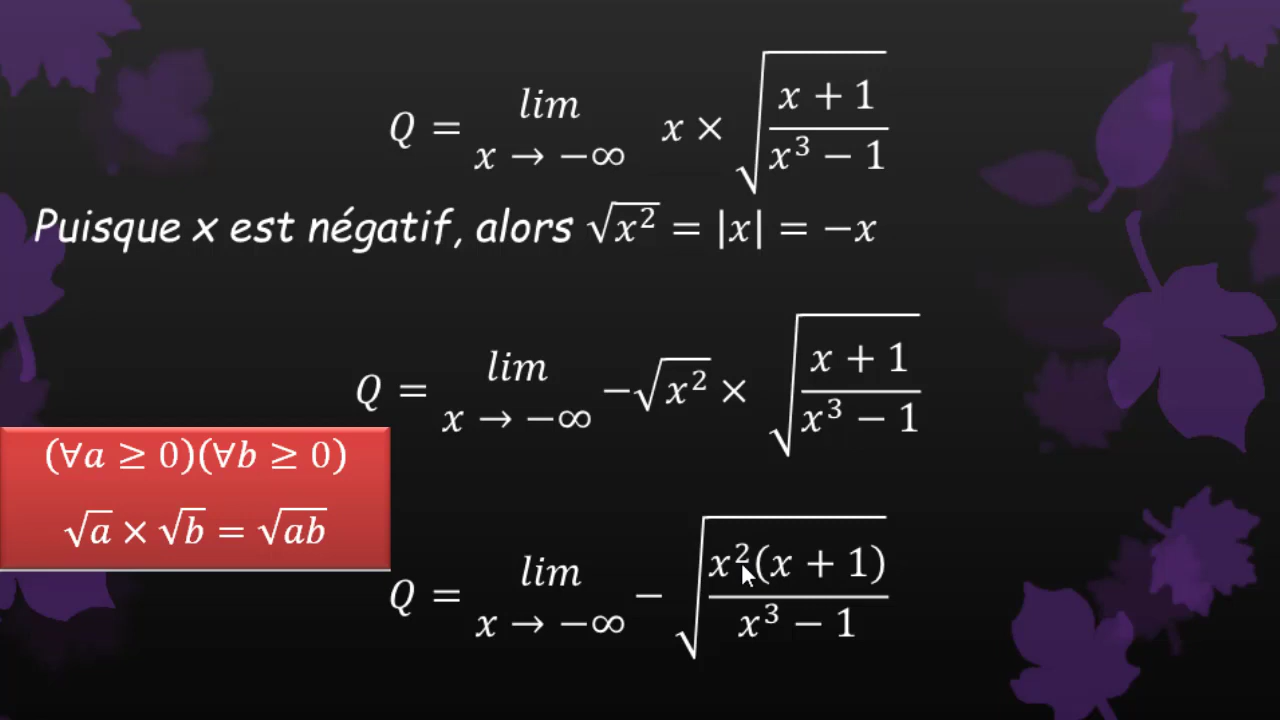 Q = lim x → −∞ x × √((x + 1)/(x³ − 1))
Puisque x est négatif, alors √x² = |x| = −x
Q = lim x → −∞ −√x² × √((x + 1)/(x³ − 1))
(∀a ≥ 0)(∀b ≥ 0)
√a × √b = √ab
Q = lim x → −∞ − √(x²(x + 1)/(x³ − 1))